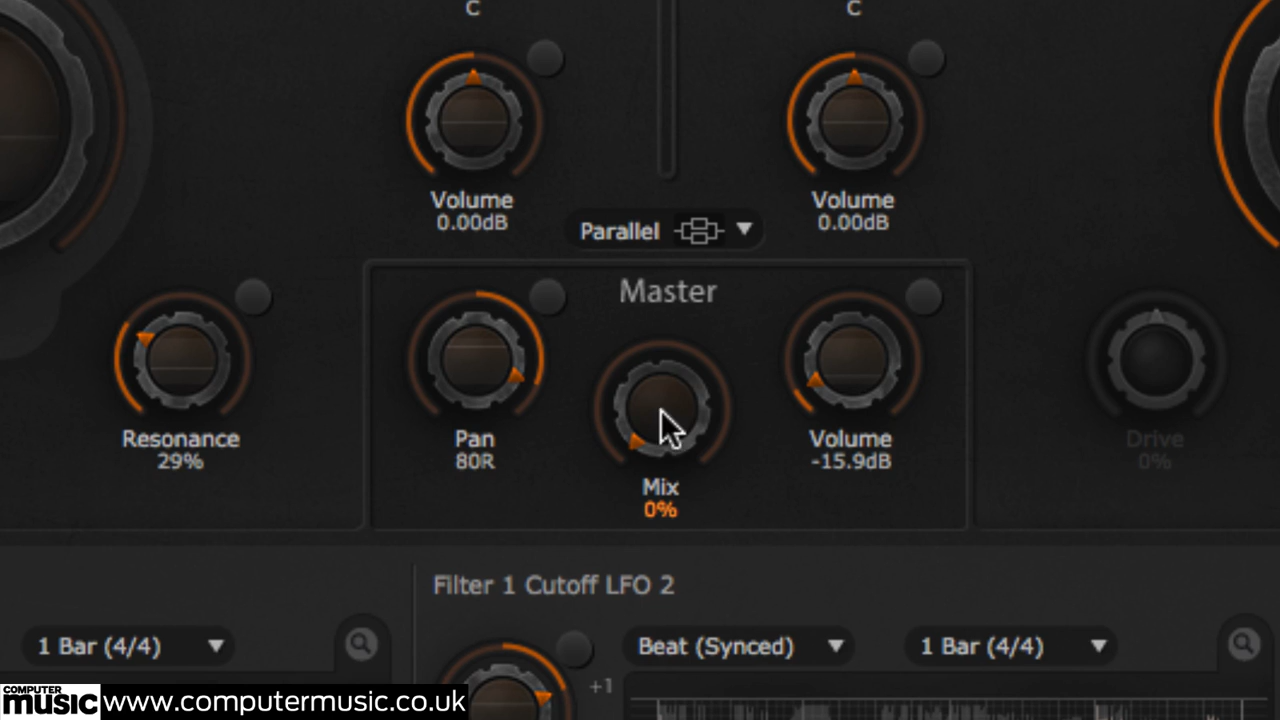 C
C
Volume
0.00dB
Volume
0.00dB
Parallel
Master
Resonance
29%
Pan
80R
Mix
0%
Volume
-15.9dB
Drive
0%
Filter 1 Cutoff LFO 2
1 Bar (4/4)
Beat (Synced)
1 Bar (4/4)
+1
COMPUTER
music
www.computermusic.co.uk